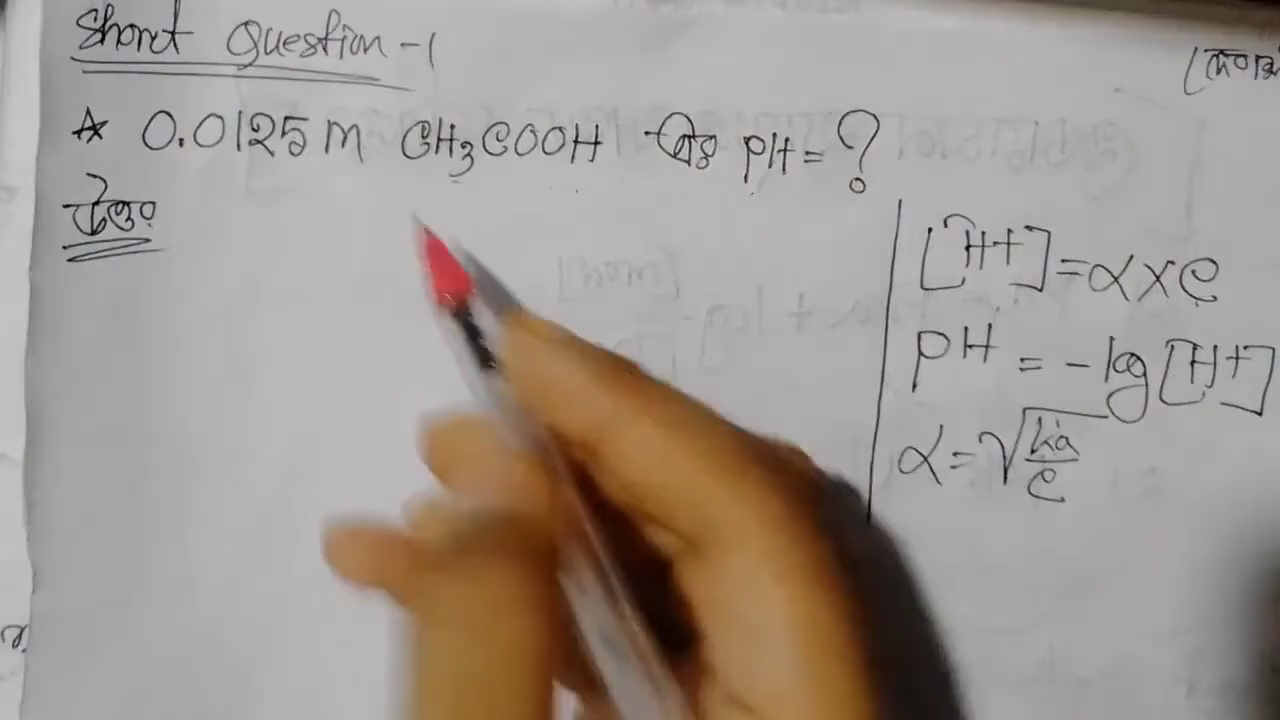 Short Question-1
☆ 0.0125 M CH₃COOH এর pH = ?
উত্তরঃ
[H+] = α × C
pH = -log [H+]
α = √(Ka/C)